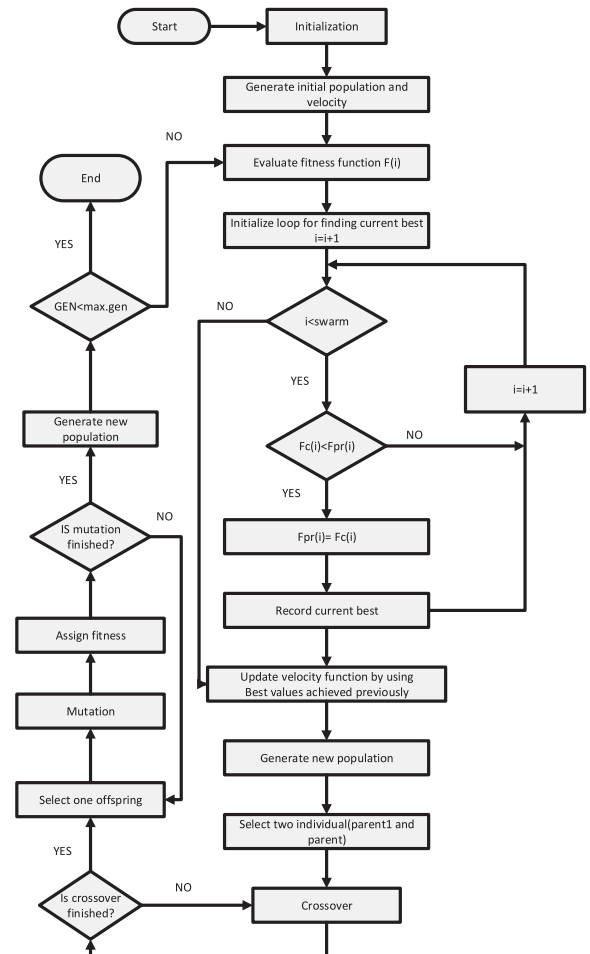 Start
Initialization
Generate initial population and
velocity
NO
Evaluate fitness function F(i)
End
Initialize loop for finding current best
i=i+1
YES
GEN<max.gen
NO
i<swarm
YES
i=i+1
Generate new
population
Fc(i)<Fpr(i)
NO
YES
YES
IS mutation
finished?
NO
Fpr(i)= Fc(i)
Record current best
Assign fitness
Update velocity function by using
Best values achieved previously
Mutation
Generate new population
Select one offspring
Select two individual(parent1 and
parent)
YES
Is crossover
finished?
NO
Crossover